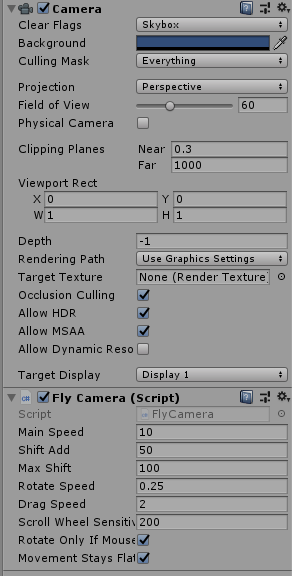 Camera
Clear Flags Skybox
Background
Culling Mask Everything
Projection Perspective
Field of View 60
Physical Camera
Clipping Planes Near 0.3
Far 1000
Viewport Rect
X 0 Y 0
W 1 H 1
Depth -1
Rendering Path Use Graphics Settings
Target Texture None (Render Texture)
Occlusion Culling
Allow HDR
Allow MSAA
Allow Dynamic Reso
Target Display Display 1
Fly Camera (Script)
Script FlyCamera
Main Speed 10
Shift Add 50
Max Shift 100
Rotate Speed 0.25
Drag Speed 2
Scroll Wheel Sensitiv 200
Rotate Only If Mouse
Movement Stays Flat